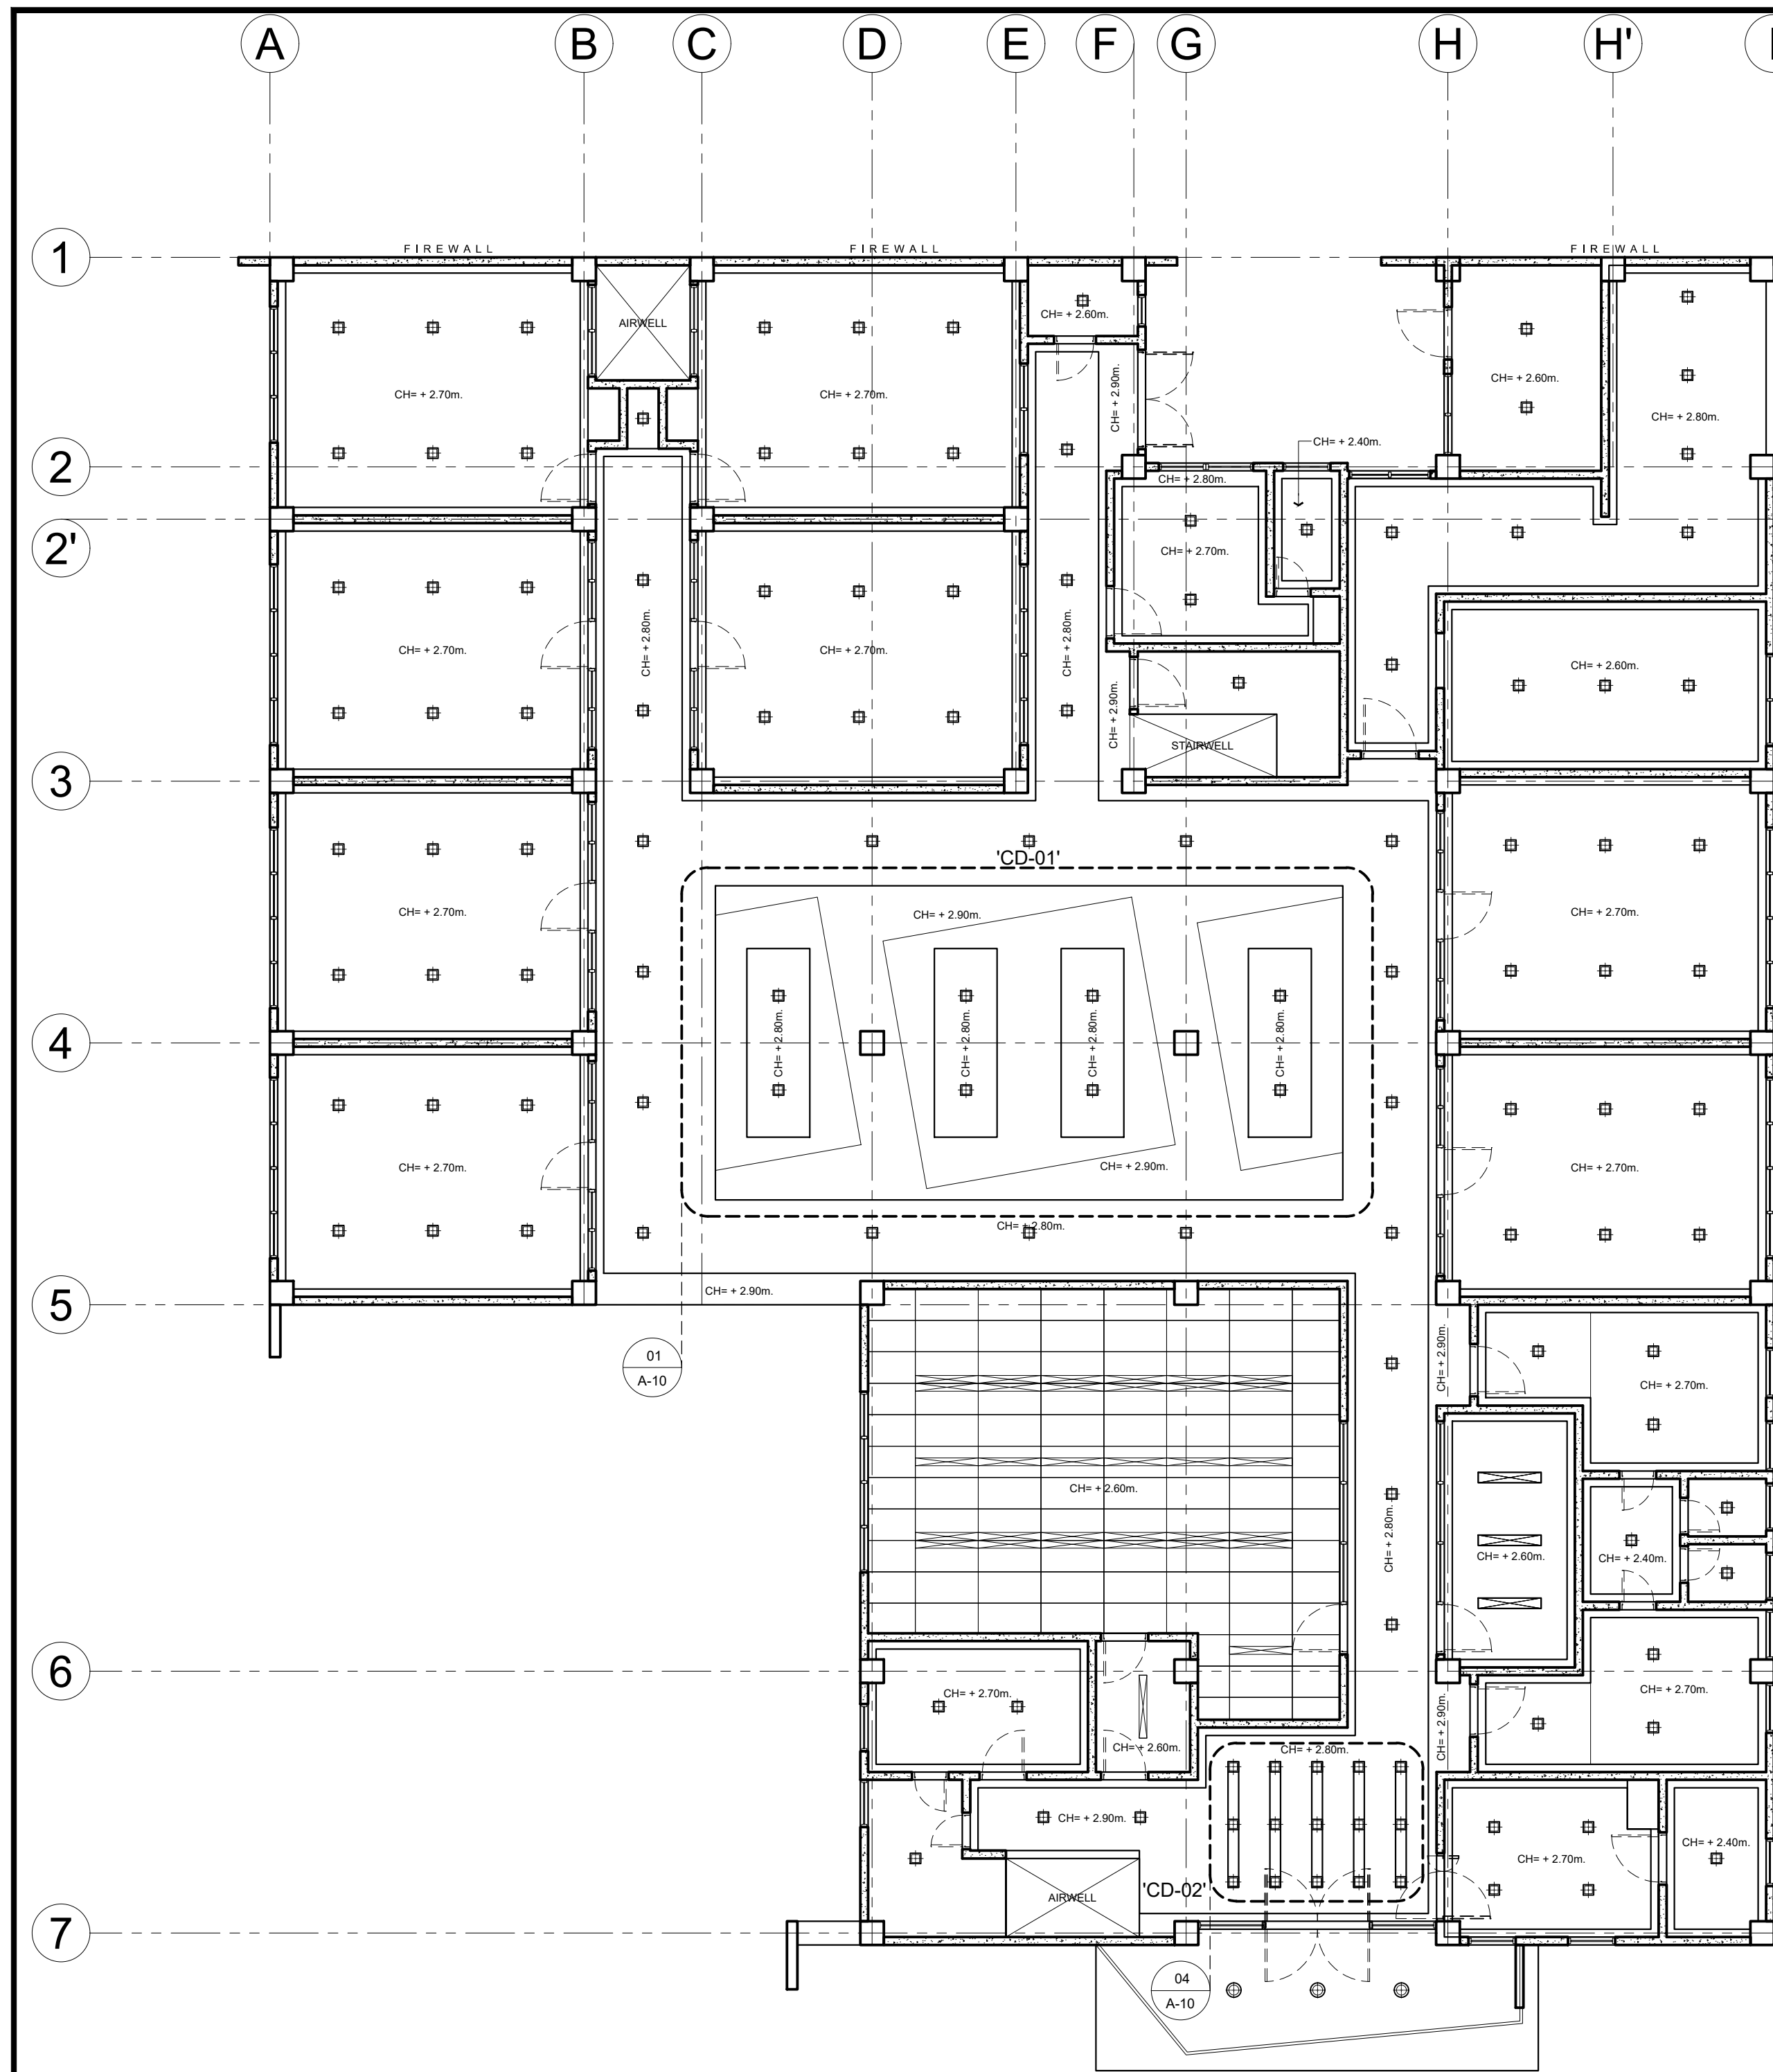 A
B
C
D
E
F
G
H
H'
1
FIREWALL
FIREWALL
FIREWALL
CH= + 2.60m.
AIRWELL
CH= + 2.70m.
CH= + 2.70m.
CH= + 2.90m.
CH= + 2.60m.
CH= + 2.80m.
CH= + 2.40m.
2
CH= + 2.80m.
2'
CH= + 2.70m.
CH= + 2.70m.
CH= + 2.80m.
CH= + 2.70m.
CH= + 2.80m.
CH= + 2.60m.
CH= + 2.90m.
STAIRWELL
3
'CD-01'
CH= + 2.70m.
CH= + 2.90m.
CH= + 2.70m.
4
CH= + 2.80m.
CH= + 2.80m.
CH= + 2.80m.
CH= + 2.80m.
CH= + 2.70m.
CH= + 2.90m.
CH= + 2.70m.
CH= + 2.80m.
5
CH= + 2.90m.
01
A-10
CH= + 2.90m.
CH= + 2.70m.
CH= + 2.60m.
CH= + 2.80m.
CH= + 2.60m.
CH= + 2.40m.
6
CH= + 2.70m.
CH= + 2.70m.
CH= + 2.90m.
CH= + 2.60m.
CH= + 2.80m.
CH= + 2.90m.
CH= + 2.70m.
CH= + 2.40m.
AIRWELL
'CD-02'
7
04
A-10